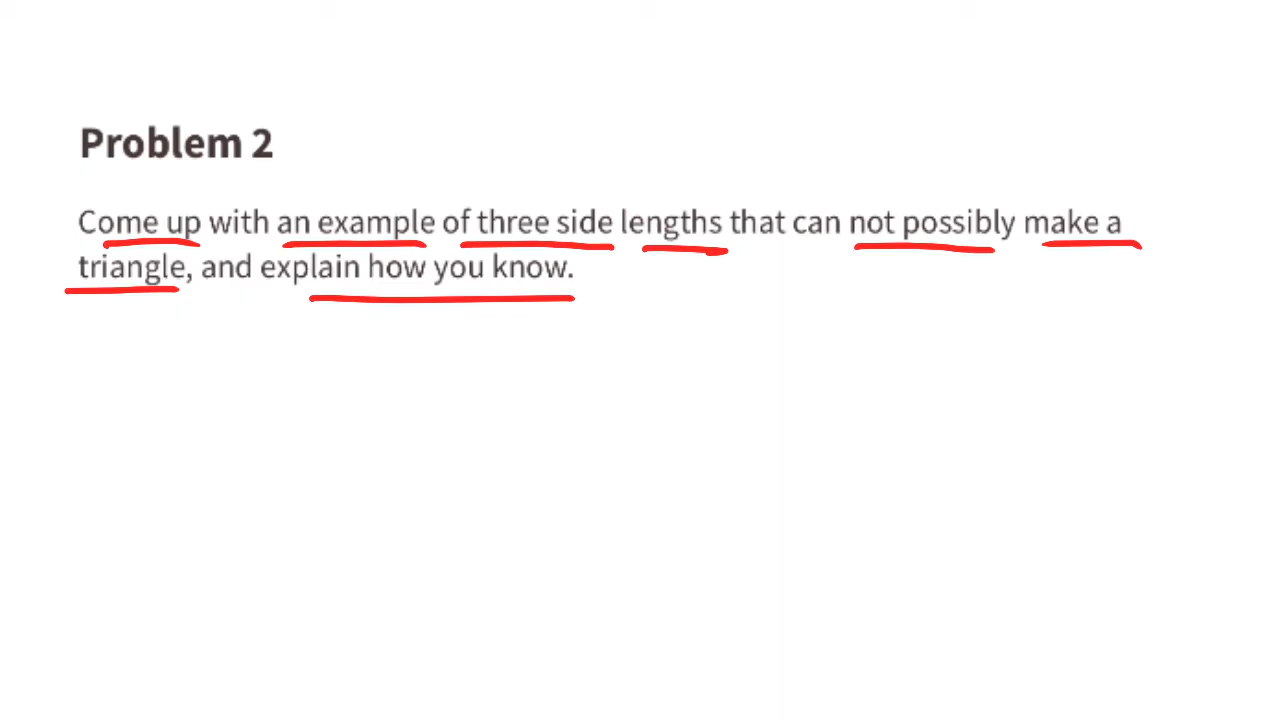 Problem 2
Come up with an example of three side lengths that can not possibly make a
triangle, and explain how you know.